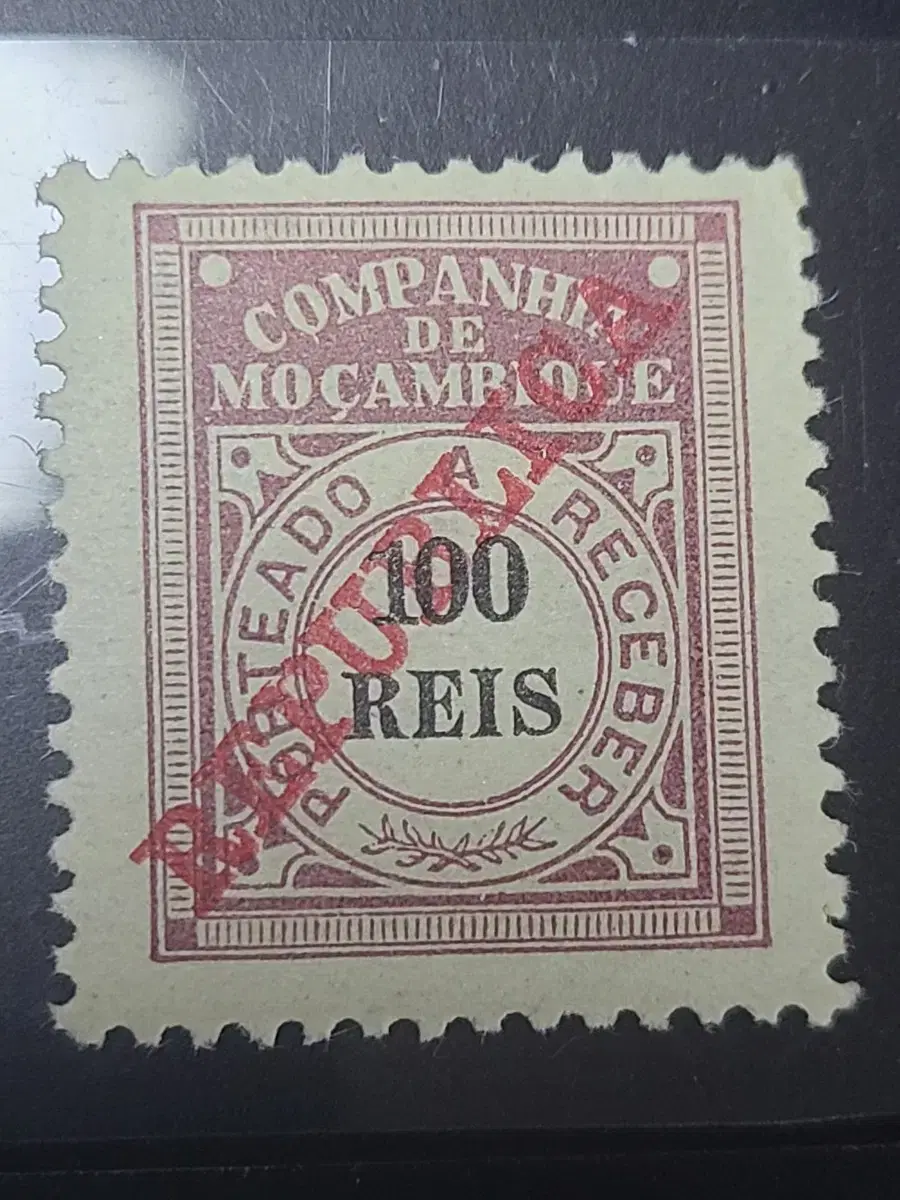 COMPANHIA
DE
MOÇAMBIQUE
PORTEADO A RECEBER
100
REIS
REPUBLICA